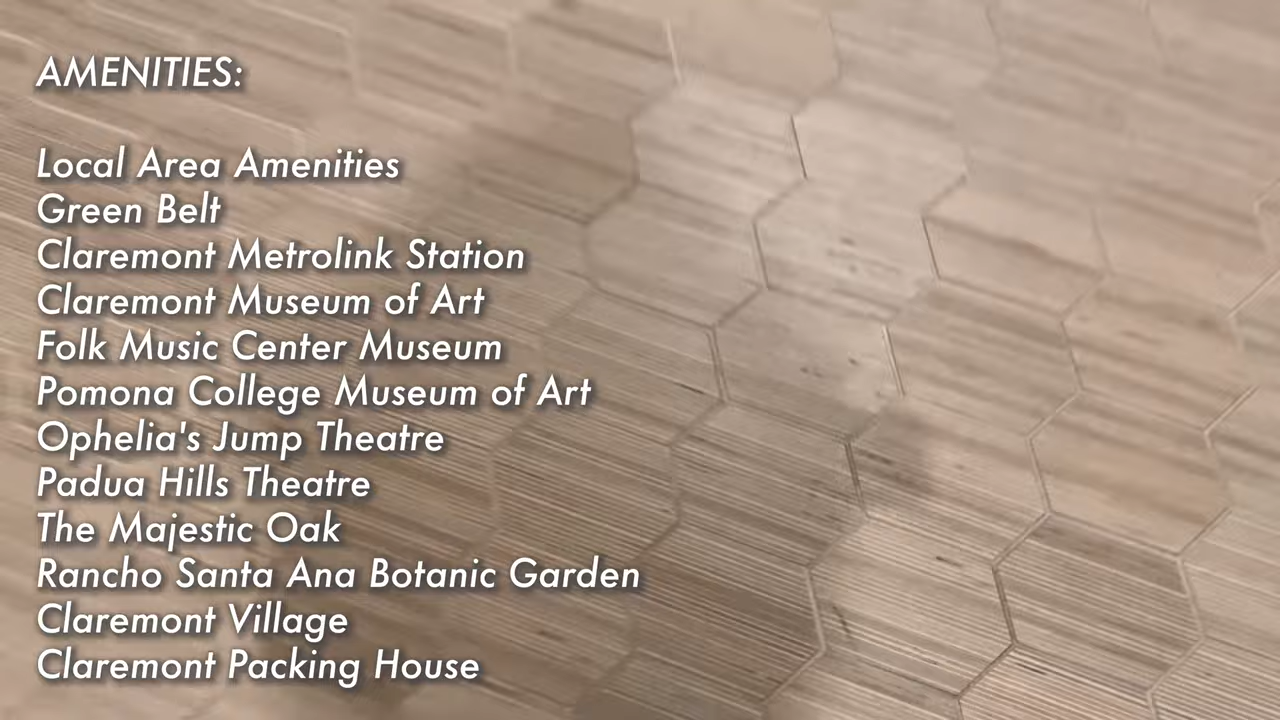 AMENITIES:
Local Area Amenities
Green Belt
Claremont Metrolink Station
Claremont Museum of Art
Folk Music Center Museum
Pomona College Museum of Art
Ophelia's Jump Theatre
Padua Hills Theatre
The Majestic Oak
Rancho Santa Ana Botanic Garden
Claremont Village
Claremont Packing House